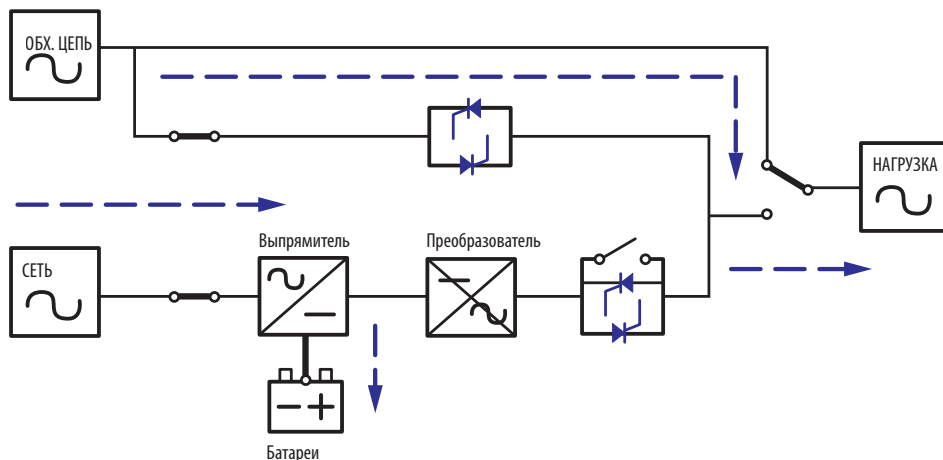 ОБХ. ЦЕПЬ
НАГРУЗКА
СЕТЬ
Выпрямитель
Преобразователь
Батареи